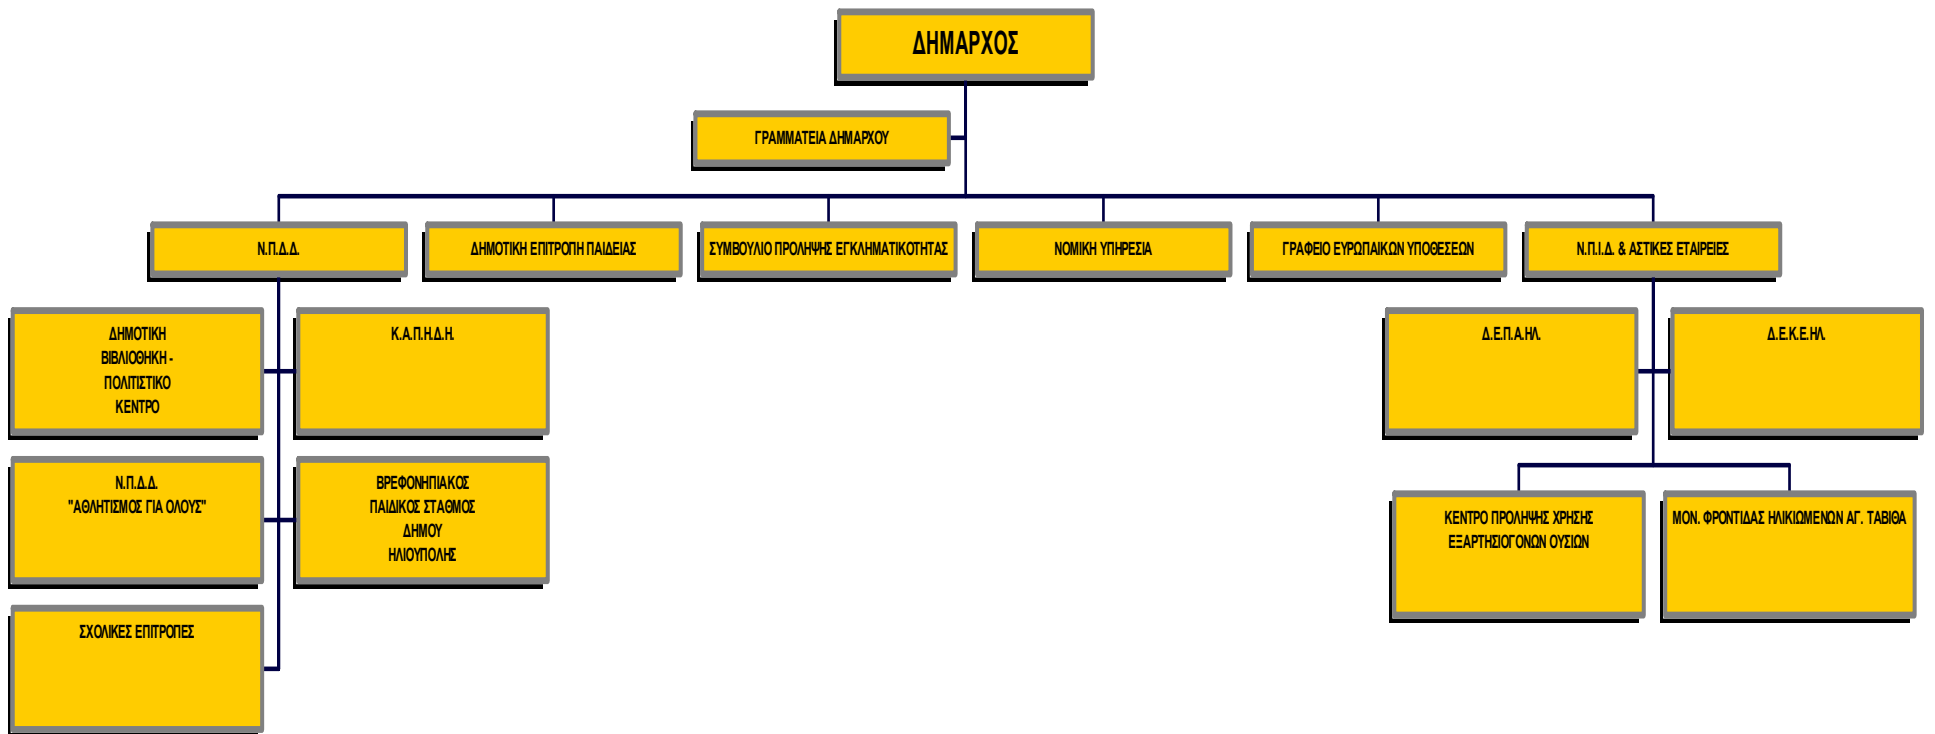 ΔΗΜΑΡΧΟΣ
ΓΡΑΜΜΑΤΕΙΑ ΔΗΜΑΡΧΟΥ
Ν.Π.Δ.Δ.
ΔΗΜΟΤΙΚΗ ΕΠΙΤΡΟΠΗ ΠΑΙΔΕΙΑΣ
ΣΥΜΒΟΥΛΙΟ ΠΡΟΛΗΨΗΣ ΕΓΚΛΗΜΑΤΙΚΟΤΗΤΑΣ
ΝΟΜΙΚΗ ΥΠΗΡΕΣΙΑ
ΓΡΑΦΕΙΟ ΕΥΡΩΠΑΙΚΩΝ ΥΠΟΘΕΣΕΩΝ
Ν.Π.Ι.Δ. & ΑΣΤΙΚΕΣ ΕΤΑΙΡΕΙΕΣ
ΔΗΜΟΤΙΚΗ
ΒΙΒΛΙΟΘΗΚΗ -
ΠΟΛΙΤΙΣΤΙΚΟ
ΚΕΝΤΡΟ
Κ.Α.Π.Η.Δ.Η.
Ν.Π.Δ.Δ.
"ΑΘΛΗΤΙΣΜΟΣ ΓΙΑ ΟΛΟΥΣ"
ΒΡΕΦΟΝΗΠΙΑΚΟΣ
ΠΑΙΔΙΚΟΣ ΣΤΑΘΜΟΣ
ΔΗΜΟΥ
ΗΛΙΟΥΠΟΛΗΣ
ΣΧΟΛΙΚΕΣ ΕΠΙΤΡΟΠΕΣ
Δ.Ε.Π.Α.ΗΛ.
Δ.Ε.Κ.Ε.ΗΛ.
ΚΕΝΤΡΟ ΠΡΟΛΗΨΗΣ ΧΡΗΣΗΣ
ΕΞΑΡΤΗΣΙΟΓΟΝΩΝ ΟΥΣΙΩΝ
ΜΟΝ. ΦΡΟΝΤΙΔΑΣ ΗΛΙΚΙΩΜΕΝΩΝ ΑΓ. ΤΑΒΙΘΑ